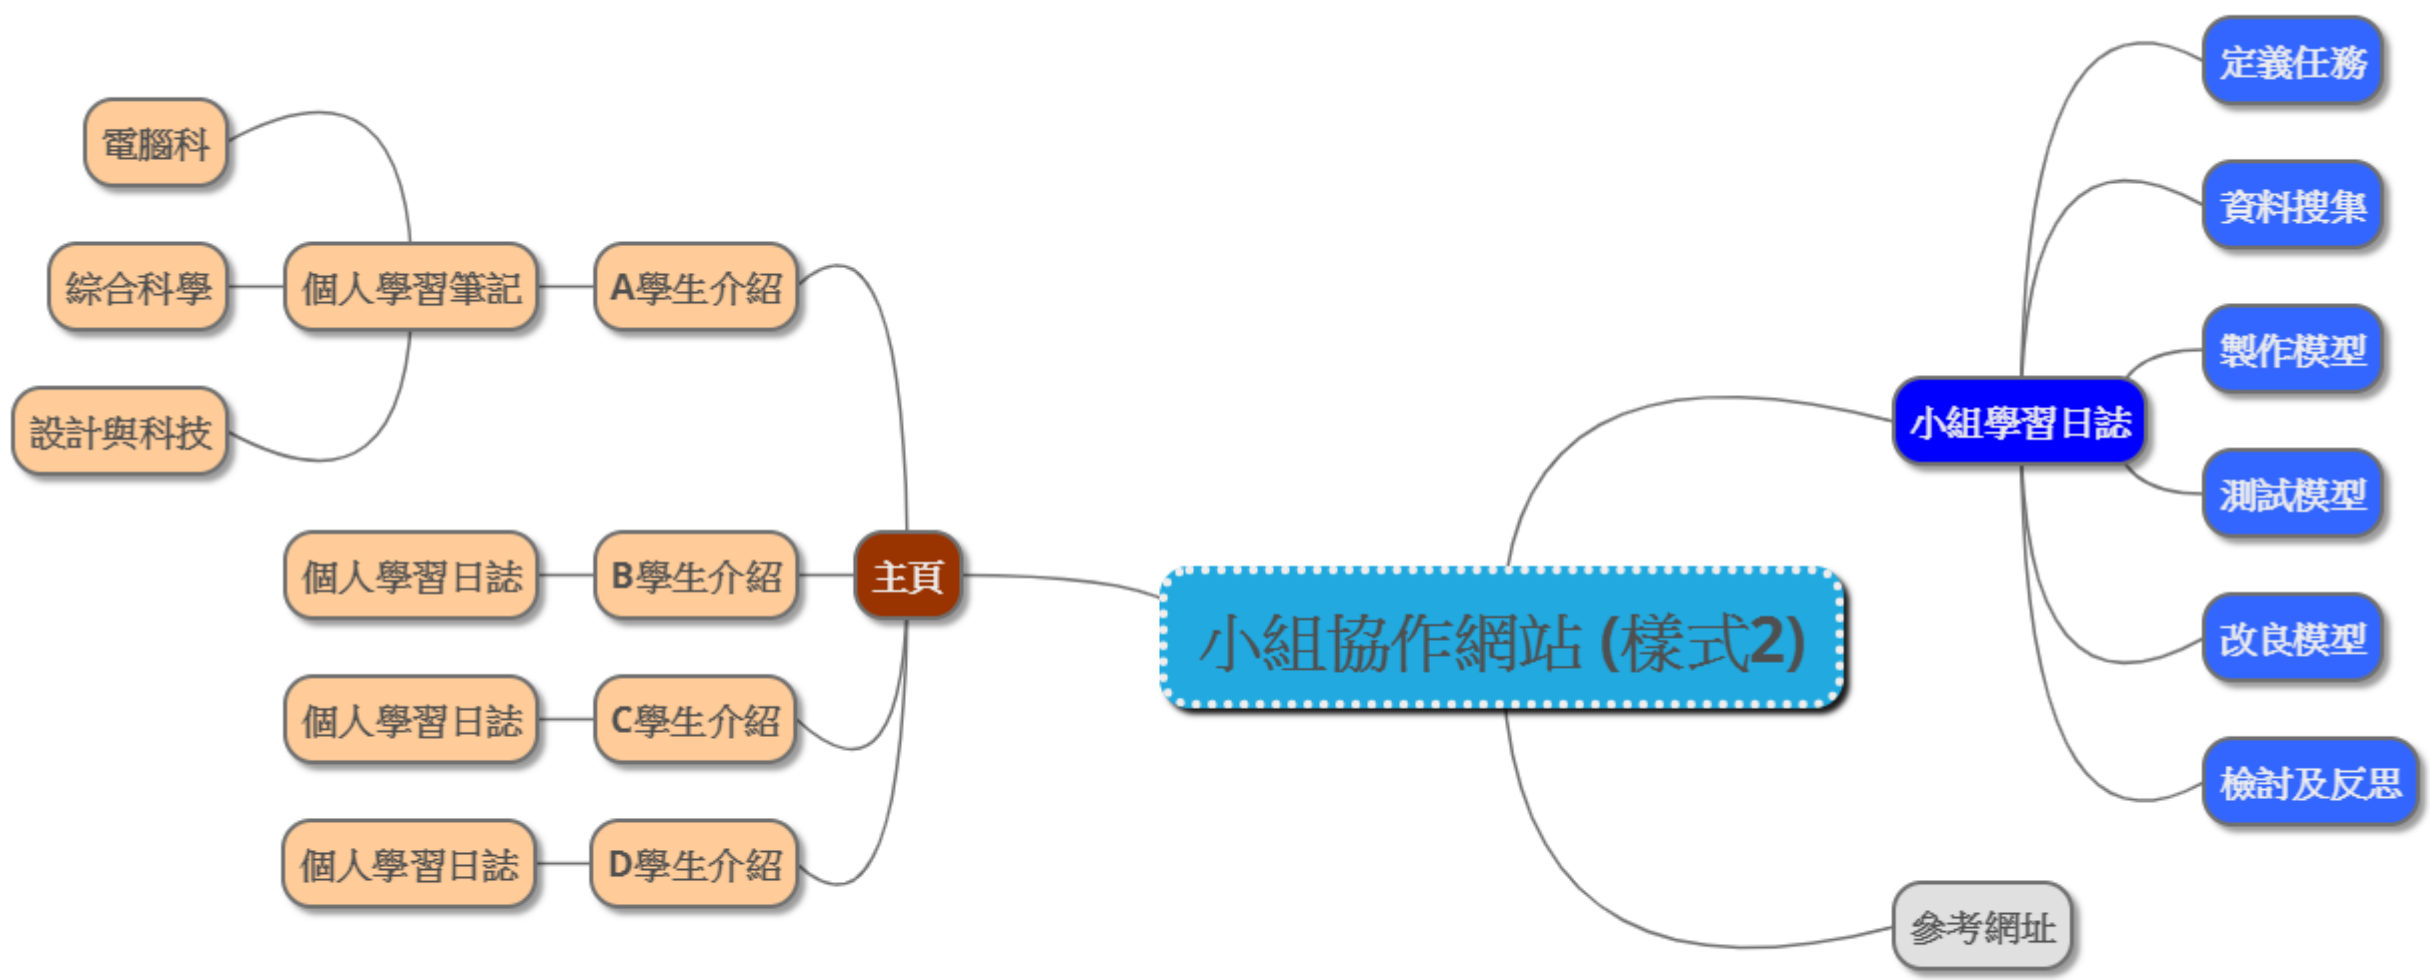 電腦科
綜合科學
設計與科技
個人學習筆記
A學生介紹
個人學習日誌
B學生介紹
個人學習日誌
C學生介紹
個人學習日誌
D學生介紹
主頁
小組協作網站 (樣式2)
小組學習日誌
定義任務
資料搜集
製作模型
測試模型
改良模型
檢討及反思
參考網址